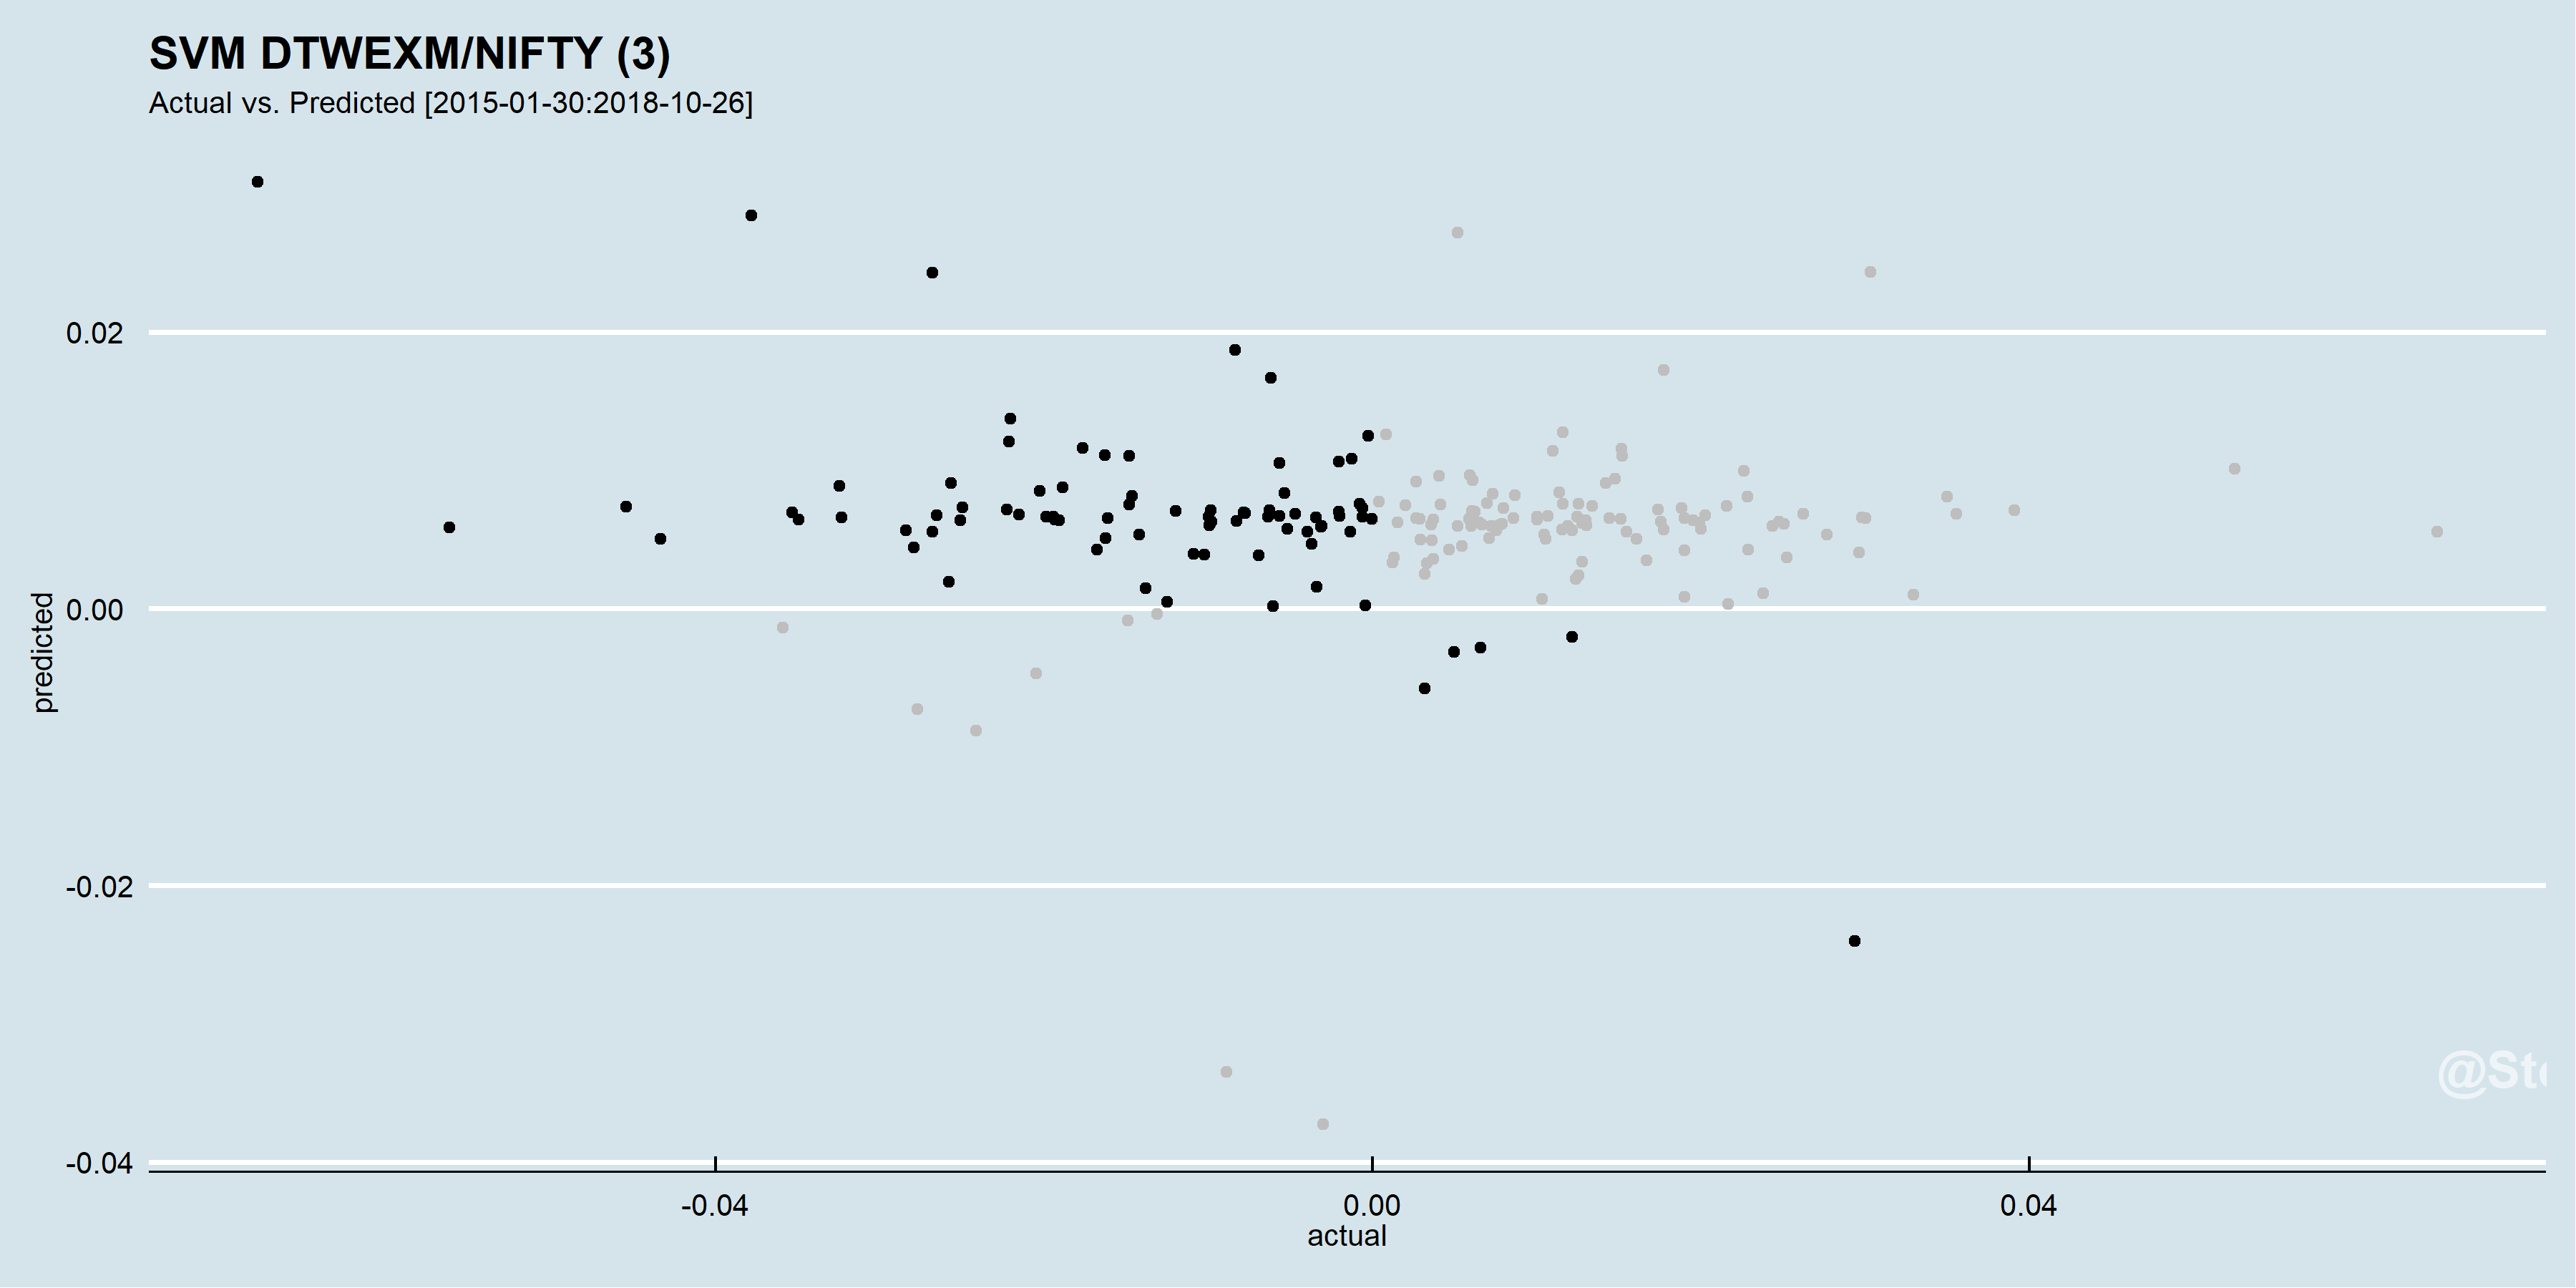 SVM DTWEXM/NIFTY (3)
Actual vs. Predicted [2015-01-30:2018-10-26]
predicted
0.02
0.00
-0.02
-0.04
-0.04
0.00
0.04
actual